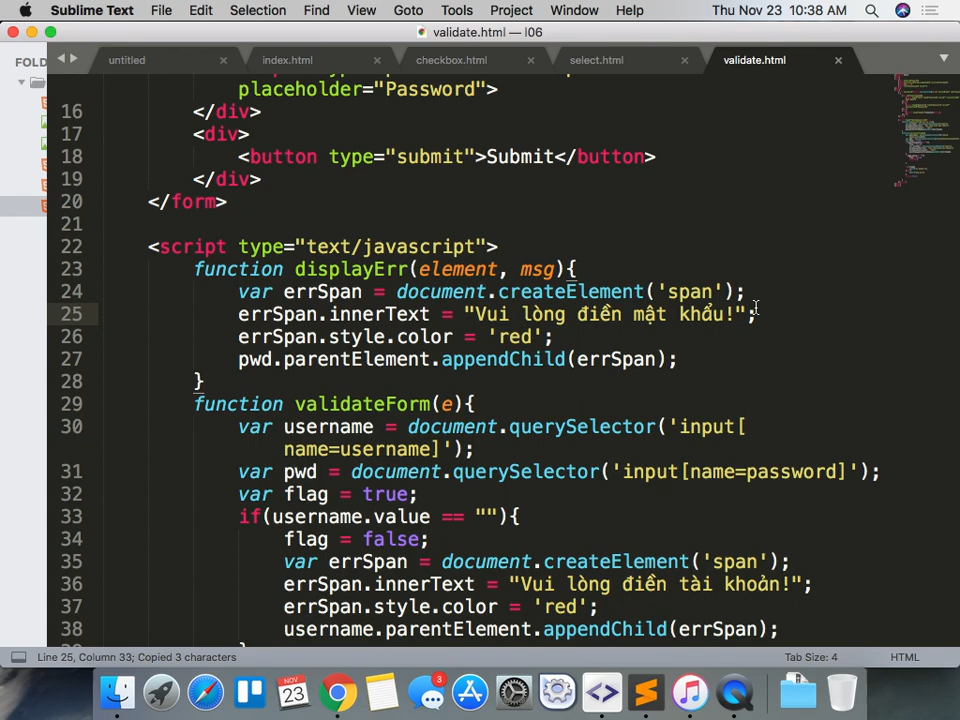 Sublime Text File Edit Selection Find View Goto Tools Project Window Help Thu Nov 23 10:38 AM
validate.html — l06
FOLD untitled index.html checkbox.html select.html validate.html
placeholder="Password">
16 </div>
17 <div>
18 <button type="submit">Submit</button>
19 </div>
20 </form>
21
22 <script type="text/javascript">
23 function displayErr(element, msg){
24 var errSpan = document.createElement('span');
25 errSpan.innerText = "Vui lòng điền mật khẩu!";
26 errSpan.style.color = 'red';
27 pwd.parentElement.appendChild(errSpan);
28 }
29 function validateForm(e){
30 var username = document.querySelector('input[
name=username]');
31 var pwd = document.querySelector('input[name=password]');
32 var flag = true;
33 if(username.value == ""){
34 flag = false;
35 var errSpan = document.createElement('span');
36 errSpan.innerText = "Vui lòng điền tài khoản!";
37 errSpan.style.color = 'red';
38 username.parentElement.appendChild(errSpan);
Line 25, Column 33; Copied 3 characters Tab Size: 4 HTML
NOV
23
3